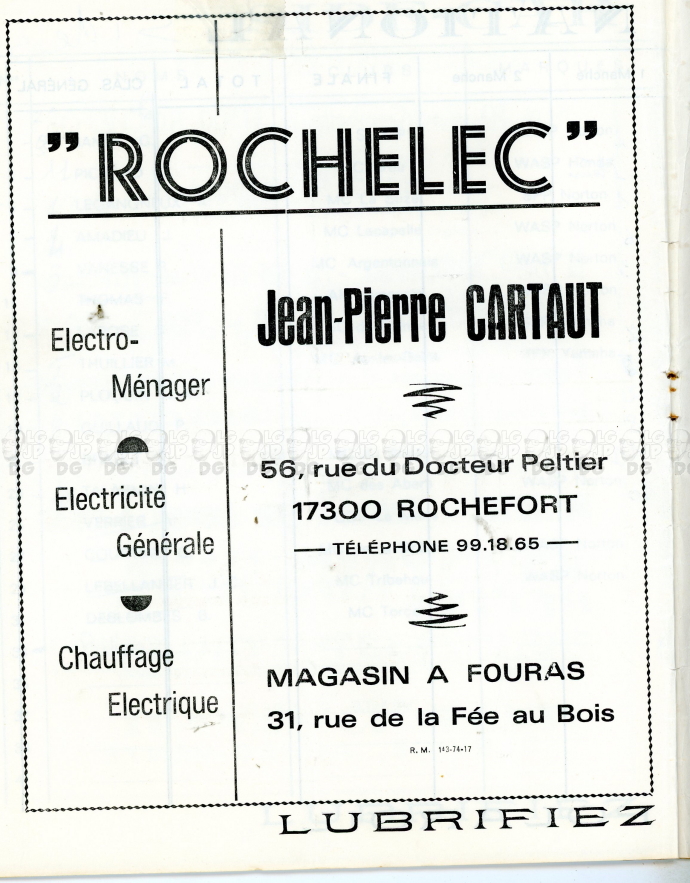 "ROCHELEC"
Electro-
Ménager
Electricité
Générale
Chauffage
Electrique
Jean-Pierre CARTAUT
56, rue du Docteur Peltier
17300 ROCHEFORT
— TÉLÉPHONE 99.18.65 —
MAGASIN A FOURAS
31, rue de la Fée au Bois
R. M. 143-74-17
LUBRIFIEZ